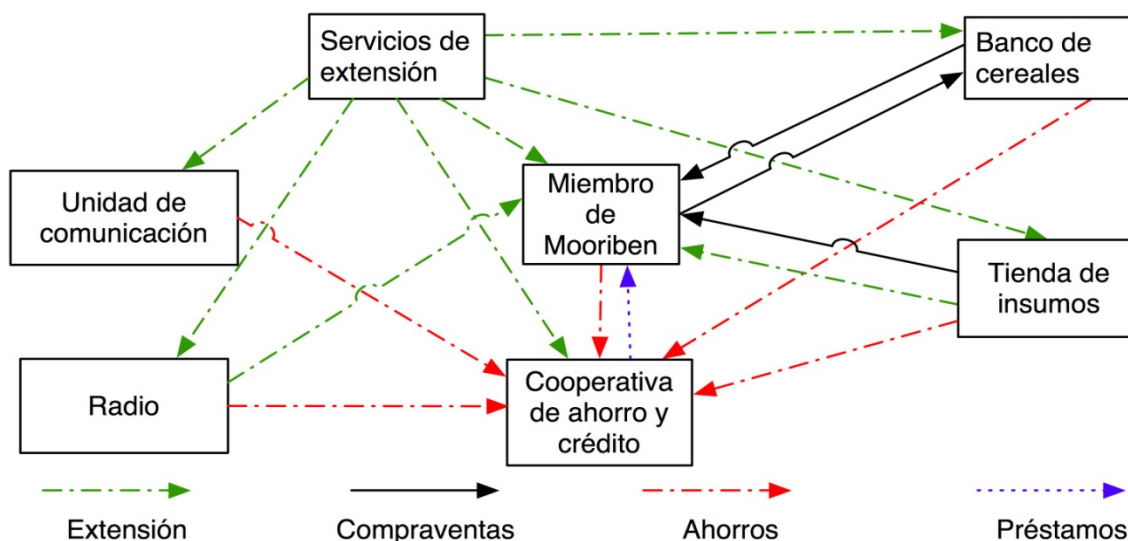 Servicios de
extensión
Banco de
cereales
Unidad de
comunicación
Miembro
de
Mooriben
Tienda de
insumos
Radio
Cooperativa
de ahorro y
crédito
Extensión
Compraventas
Ahorros
Préstamos